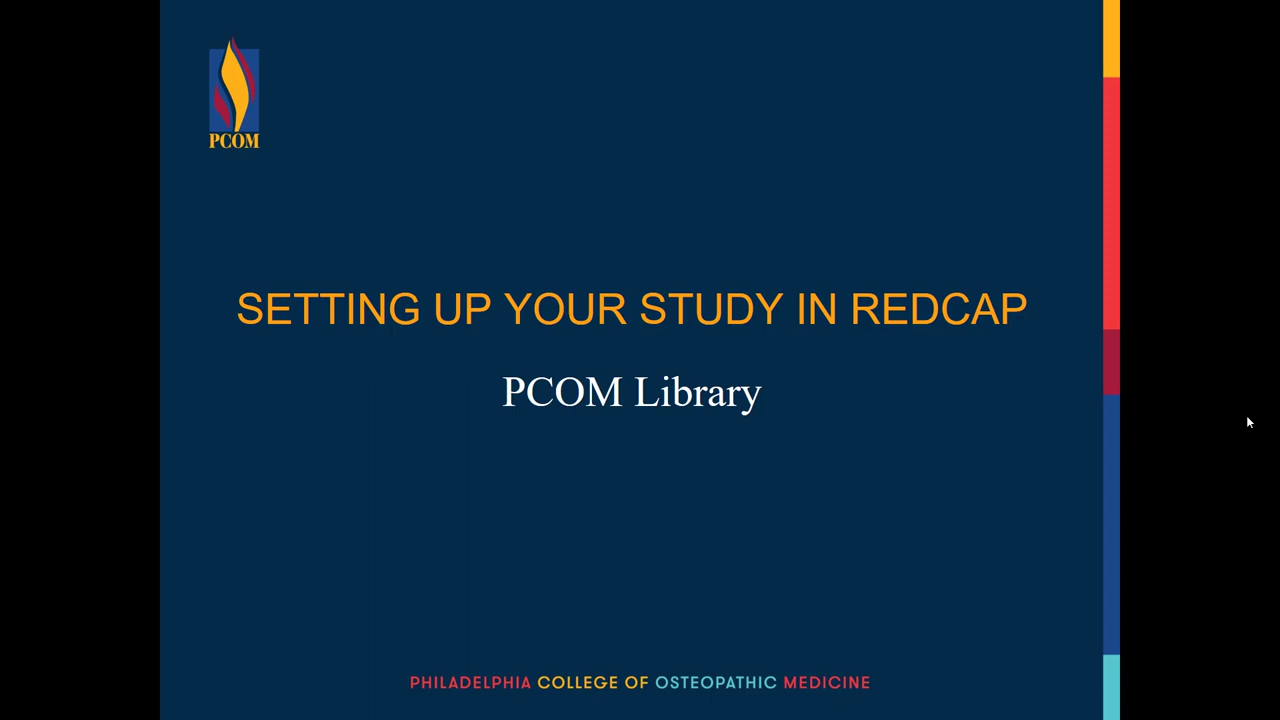 PCOM
SETTING UP YOUR STUDY IN REDCAP
PCOM Library
PHILADELPHIA COLLEGE OF OSTEOPATHIC MEDICINE